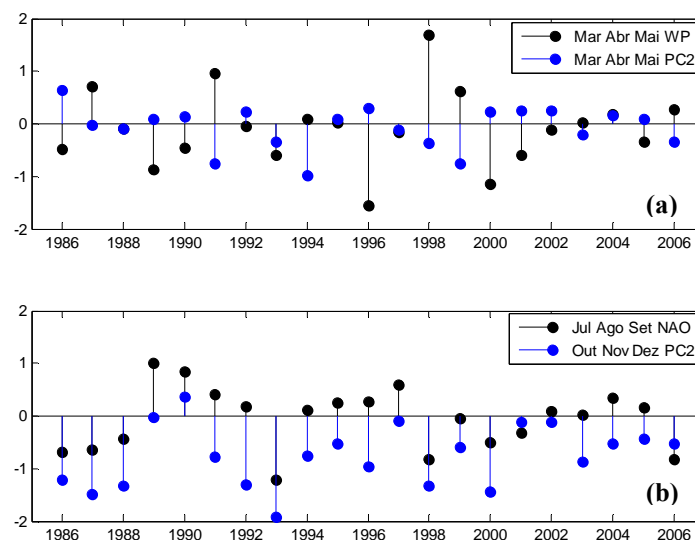 2
Mar Abr Mai WP
1
Mar Abr Mai PC2
0
-1
(a)
-2
1986 1988 1990 1992 1994 1996 1998 2000 2002 2004 2006
2
Jul Ago Set NAO
1
Out Nov Dez PC2
0
-1
(b)
-2
1986 1988 1990 1992 1994 1996 1998 2000 2002 2004 2006